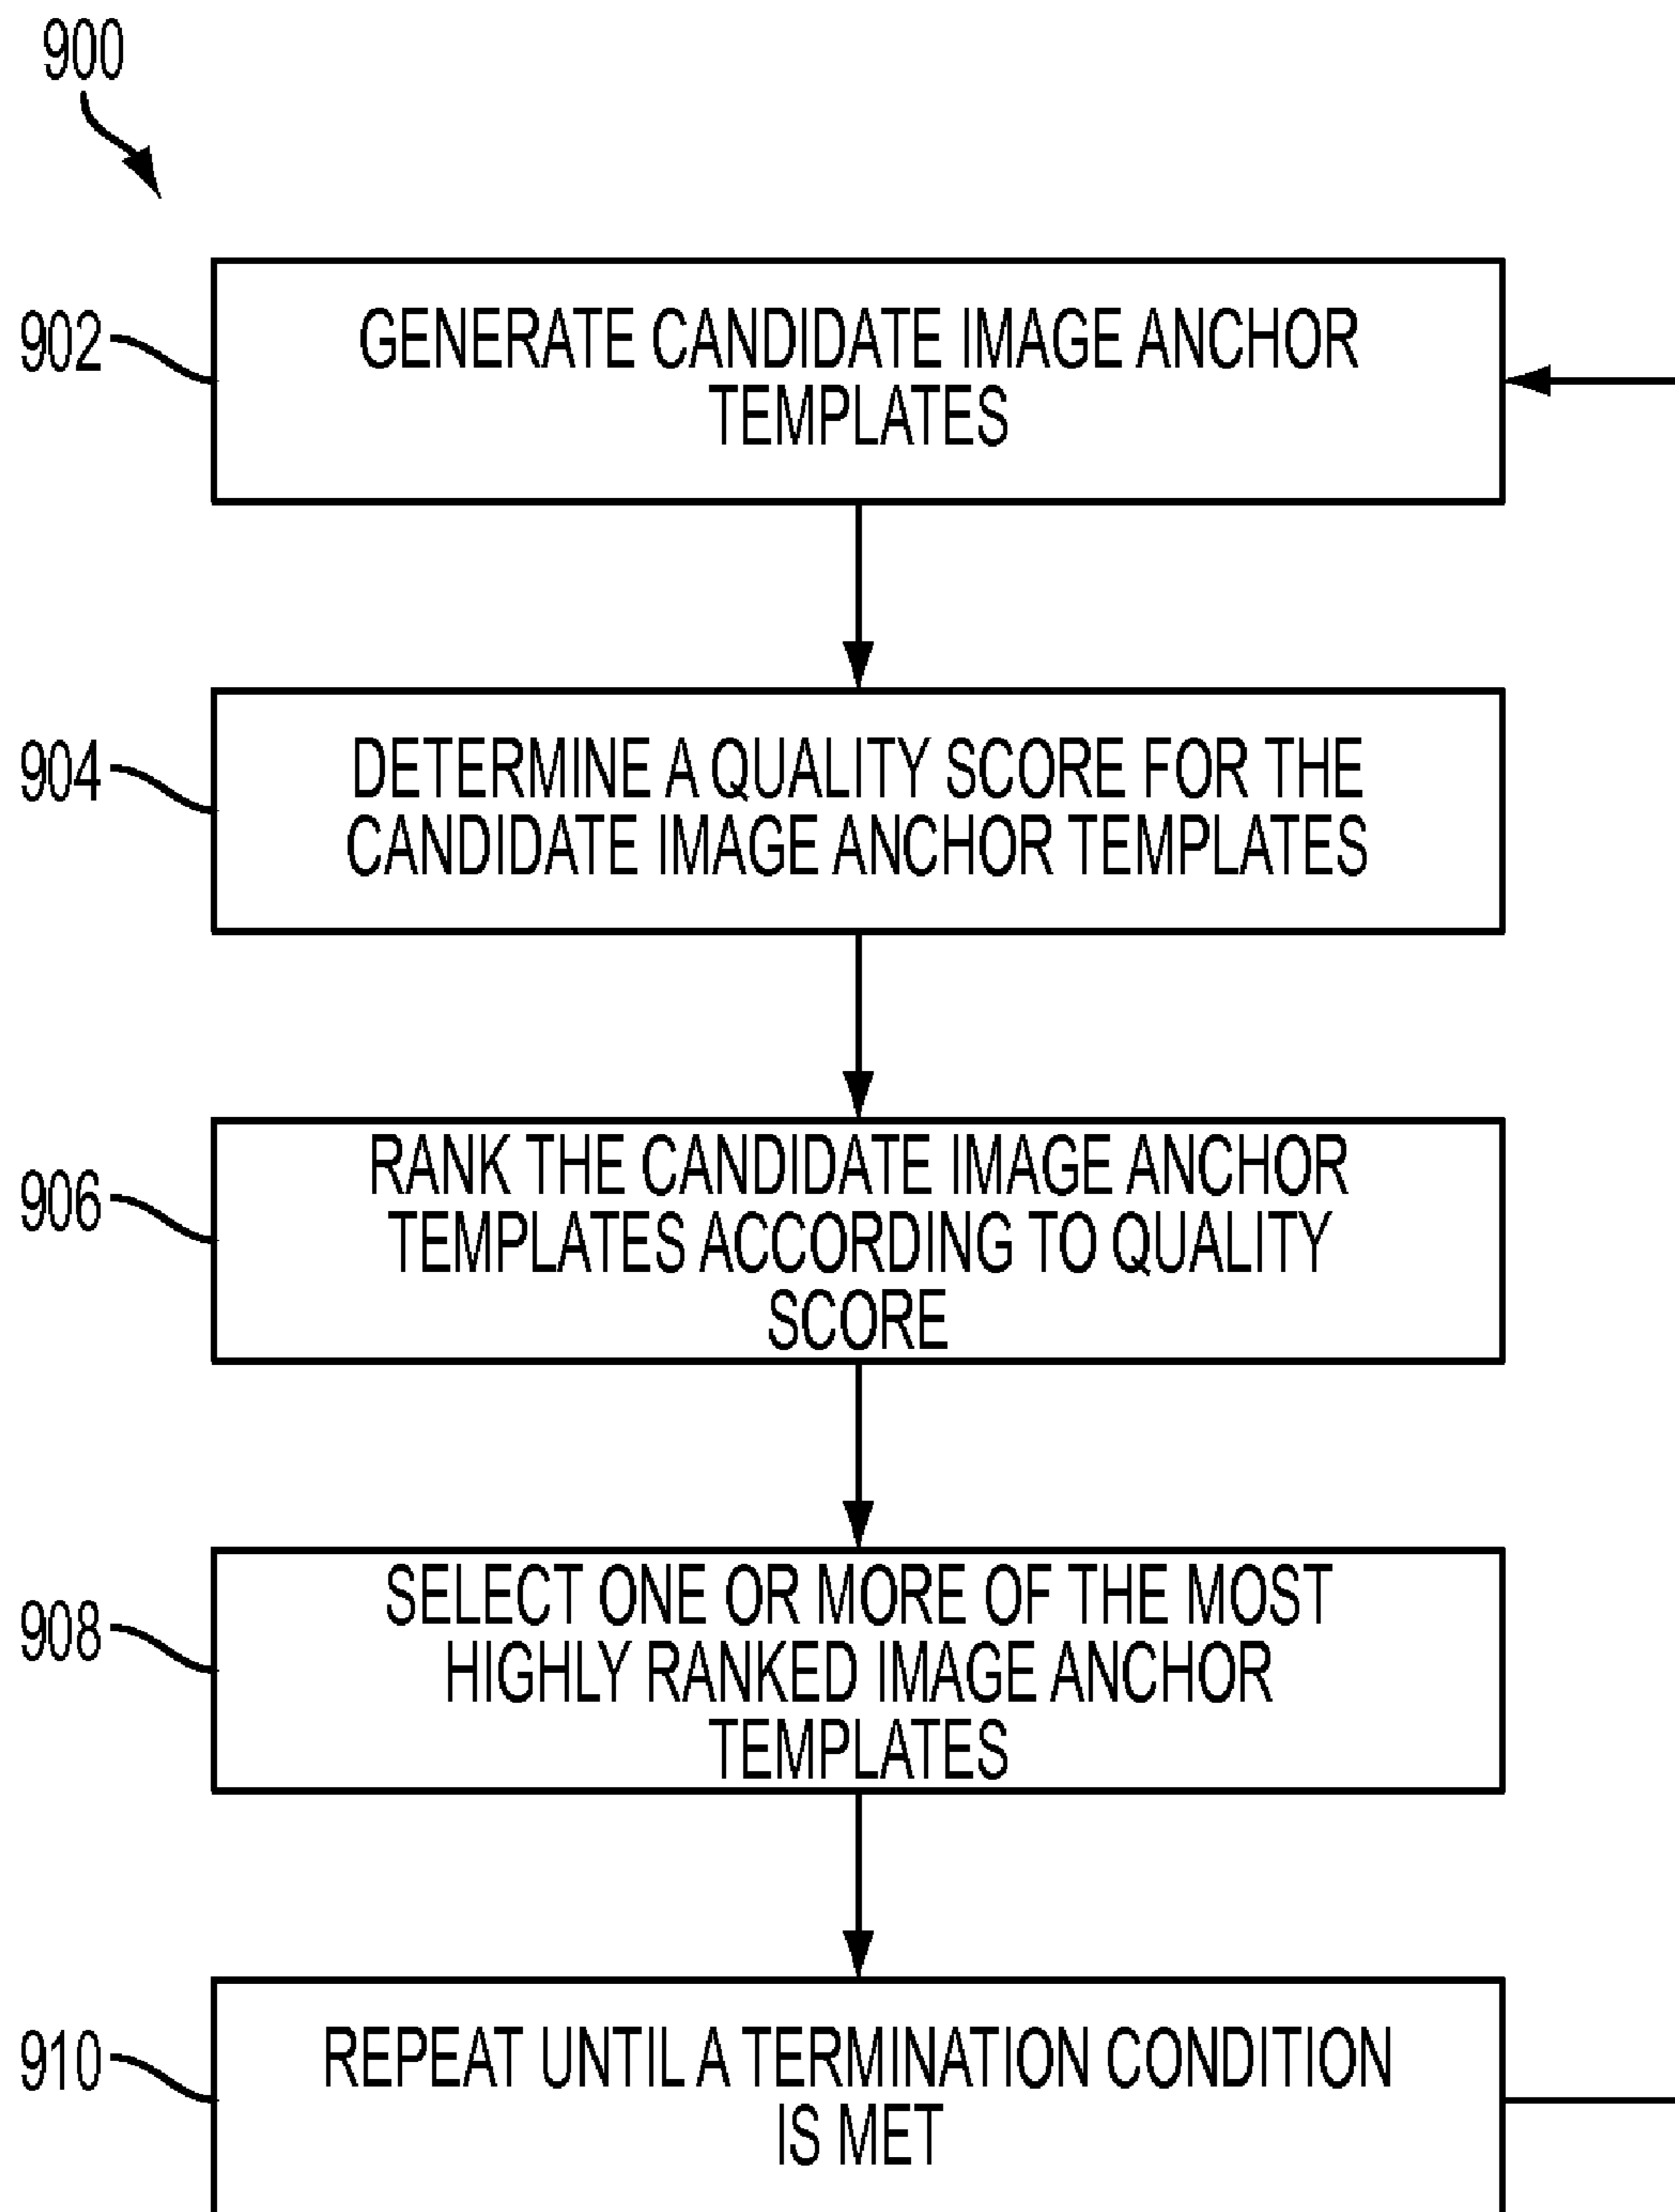 900
902
GENERATE CANDIDATE IMAGE ANCHOR
TEMPLATES
904
DETERMINE A QUALITY SCORE FOR THE
CANDIDATE IMAGE ANCHOR TEMPLATES
906
RANK THE CANDIDATE IMAGE ANCHOR
TEMPLATES ACCORDING TO QUALITY
SCORE
908
SELECT ONE OR MORE OF THE MOST
HIGHLY RANKED IMAGE ANCHOR
TEMPLATES
910
REPEAT UNTIL A TERMINATION CONDITION
IS MET